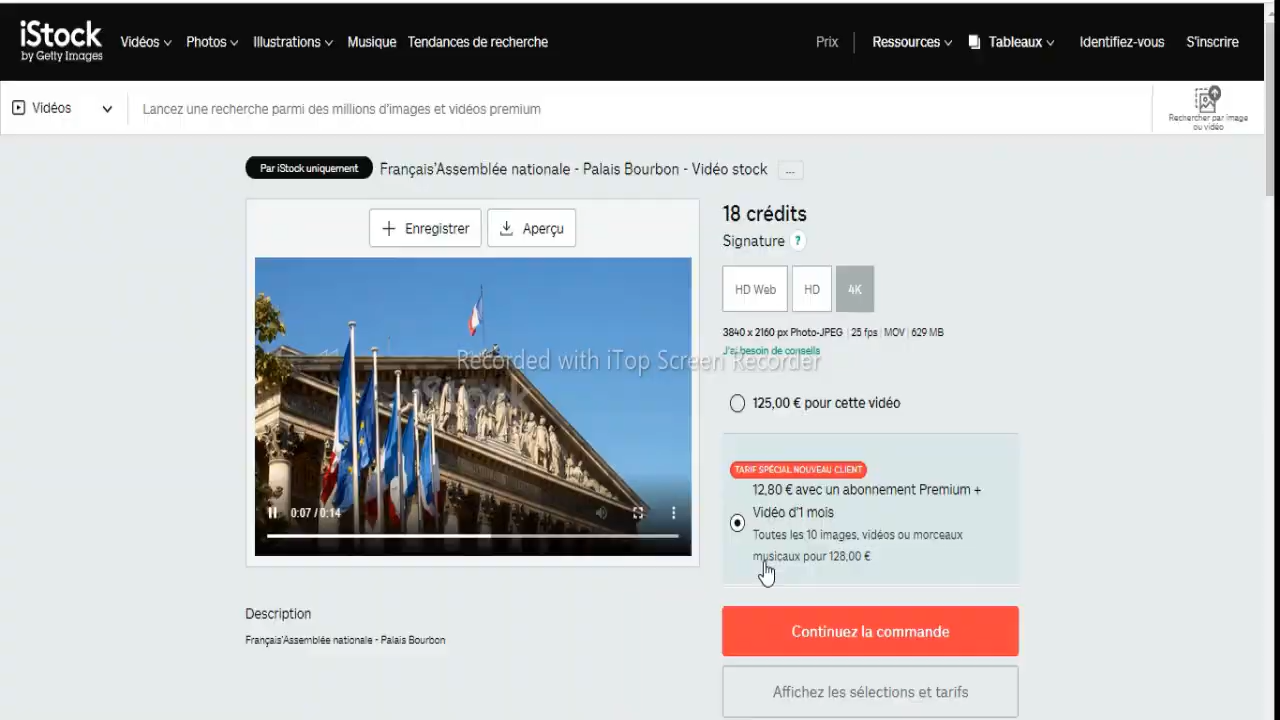 iStock
by Getty Images
Vidéos
Photos
Illustrations
Musique
Tendances de recherche
Prix
Ressources
Tableaux
Identifiez-vous
S'inscrire
Vidéos
Lancez une recherche parmi des millions d'images et vidéos premium
Rechercher par image
ou vidéo
Par iStock uniquement
Français'Assemblée nationale - Palais Bourbon - Vidéo stock
...
Enregistrer
Aperçu
18 crédits
Signature ?
HD Web
HD
4K
3840 x 2160 px Photo-JPEG | 25 fps | MOV | 629 MB
J'ai besoin de conseils
Recorded with iTop Screen Recorder
iStock
125,00 € pour cette vidéo
TARIF SPÉCIAL NOUVEAU CLIENT
12,80 € avec un abonnement Premium +
Vidéo d'1 mois
Toutes les 10 images, vidéos ou morceaux
musicaux pour 128,00 €
0:07 / 0:14
Continuez la commande
Affichez les sélections et tarifs
Description
Français'Assemblée nationale - Palais Bourbon